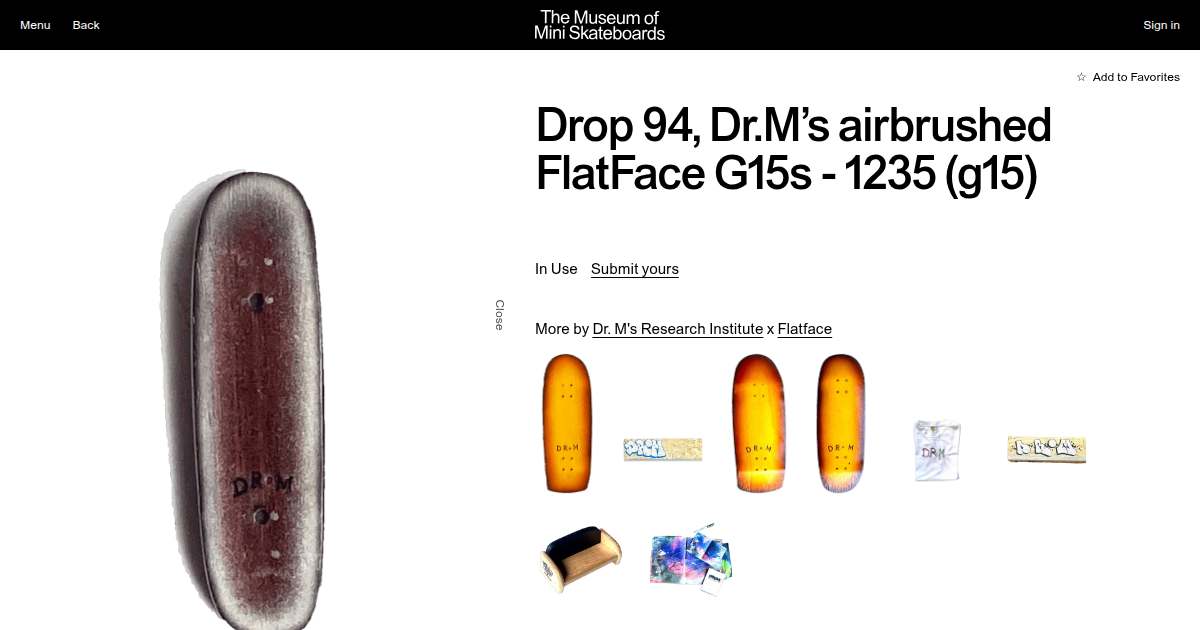 Menu
Back
The Museum of
Mini Skateboards
Sign in
☆ Add to Favorites
Drop 94, Dr.M’s airbrushed
FlatFace G15s - 1235 (g15)
In Use Submit yours
Close
More by Dr. M's Research Institute x Flatface
DR•M
DR•M
DR•M
DR•M
DR M